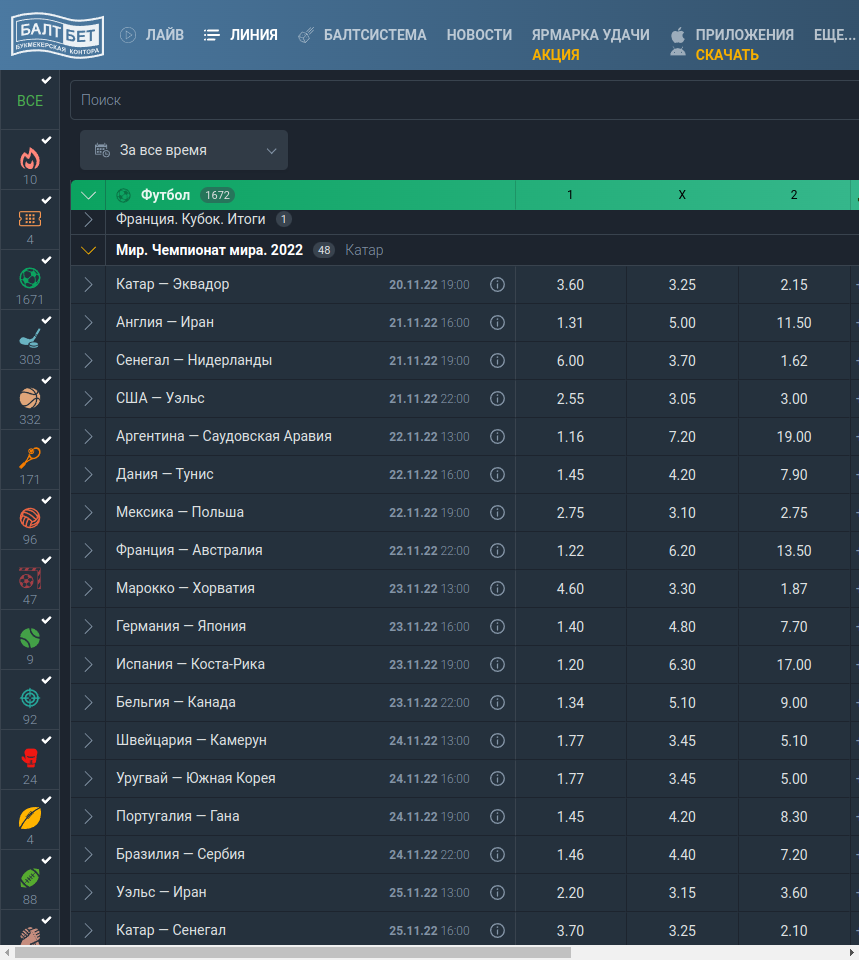 БАЛТ БЕТ
БУКМЕКЕРСКАЯ КОНТОРА
ЛАЙВ
ЛИНИЯ
БАЛТСИСТЕМА
НОВОСТИ
ЯРМАРКА УДАЧИ
АКЦИЯ
ПРИЛОЖЕНИЯ
СКАЧАТЬ
ЕЩЕ...
ВСЕ
10
4
1671
303
332
171
96
47
9
92
24
4
88
Поиск
За все время
Футбол 1672 1 X 2
Франция. Кубок. Итоги 1
Мир. Чемпионат мира. 2022 48 Катар
Катар — Эквадор 20.11.22 19:00 3.60 3.25 2.15
Англия — Иран 21.11.22 16:00 1.31 5.00 11.50
Сенегал — Нидерланды 21.11.22 19:00 6.00 3.70 1.62
США — Уэльс 21.11.22 22:00 2.55 3.05 3.00
Аргентина — Саудовская Аравия 22.11.22 13:00 1.16 7.20 19.00
Дания — Тунис 22.11.22 16:00 1.45 4.20 7.90
Мексика — Польша 22.11.22 19:00 2.75 3.10 2.75
Франция — Австралия 22.11.22 22:00 1.22 6.20 13.50
Марокко — Хорватия 23.11.22 13:00 4.60 3.30 1.87
Германия — Япония 23.11.22 16:00 1.40 4.80 7.70
Испания — Коста-Рика 23.11.22 19:00 1.20 6.30 17.00
Бельгия — Канада 23.11.22 22:00 1.34 5.10 9.00
Швейцария — Камерун 24.11.22 13:00 1.77 3.45 5.10
Уругвай — Южная Корея 24.11.22 16:00 1.77 3.45 5.00
Португалия — Гана 24.11.22 19:00 1.45 4.20 8.30
Бразилия — Сербия 24.11.22 22:00 1.46 4.40 7.20
Уэльс — Иран 25.11.22 13:00 2.20 3.15 3.60
Катар — Сенегал 25.11.22 16:00 3.70 3.25 2.10